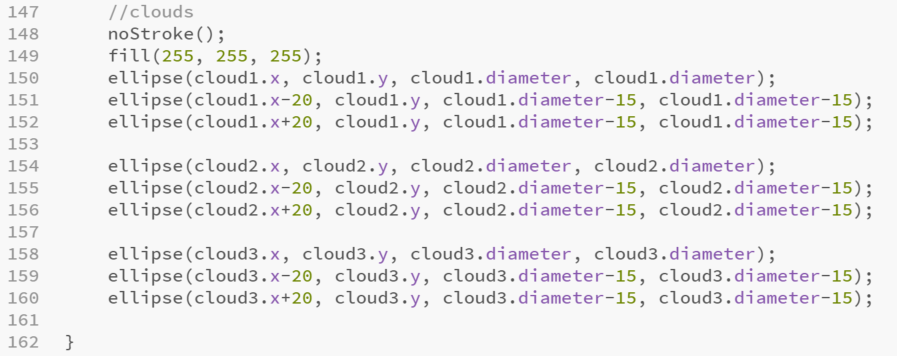 147 //clouds
148 noStroke();
149 fill(255, 255, 255);
150 ellipse(cloud1.x, cloud1.y, cloud1.diameter, cloud1.diameter);
151 ellipse(cloud1.x-20, cloud1.y, cloud1.diameter-15, cloud1.diameter-15);
152 ellipse(cloud1.x+20, cloud1.y, cloud1.diameter-15, cloud1.diameter-15);
153
154 ellipse(cloud2.x, cloud2.y, cloud2.diameter, cloud2.diameter);
155 ellipse(cloud2.x-20, cloud2.y, cloud2.diameter-15, cloud2.diameter-15);
156 ellipse(cloud2.x+20, cloud2.y, cloud2.diameter-15, cloud2.diameter-15);
157
158 ellipse(cloud3.x, cloud3.y, cloud3.diameter, cloud3.diameter);
159 ellipse(cloud3.x-20, cloud3.y, cloud3.diameter-15, cloud3.diameter-15);
160 ellipse(cloud3.x+20, cloud3.y, cloud3.diameter-15, cloud3.diameter-15);
161
162 }